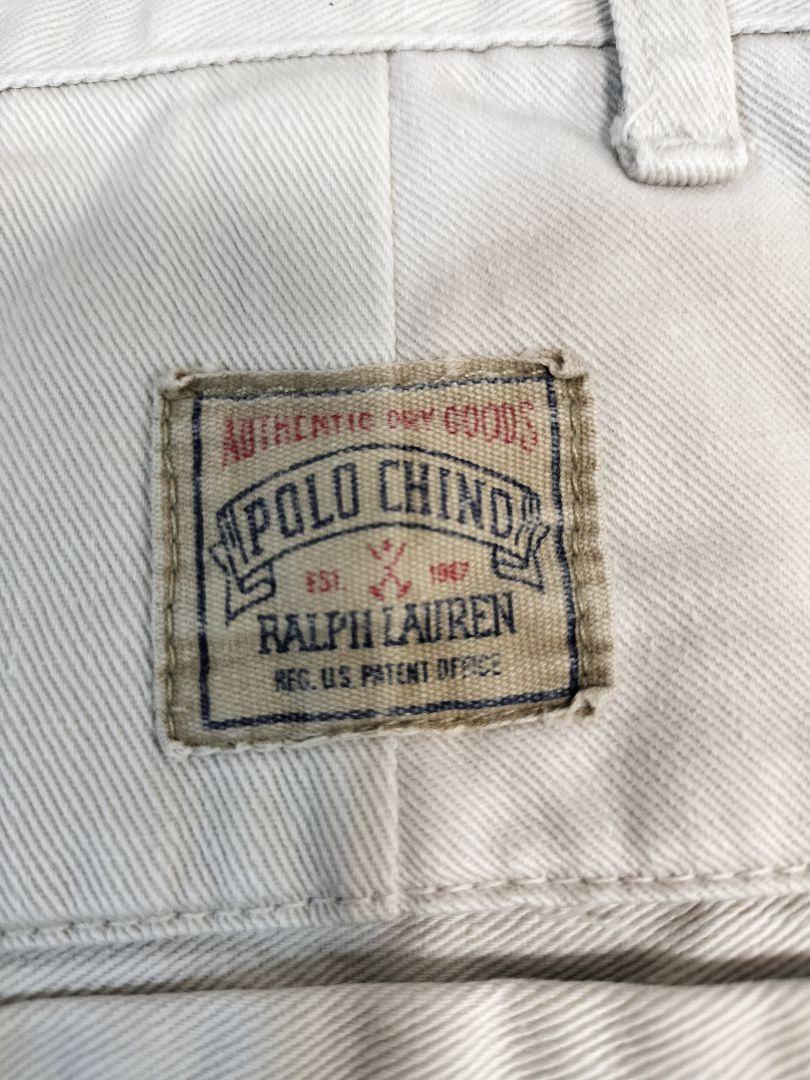 AUTHENTIC DRY GOODS
POLO CHINO
EST. 1967
RALPH LAUREN
REG. U.S. PATENT OFFICE